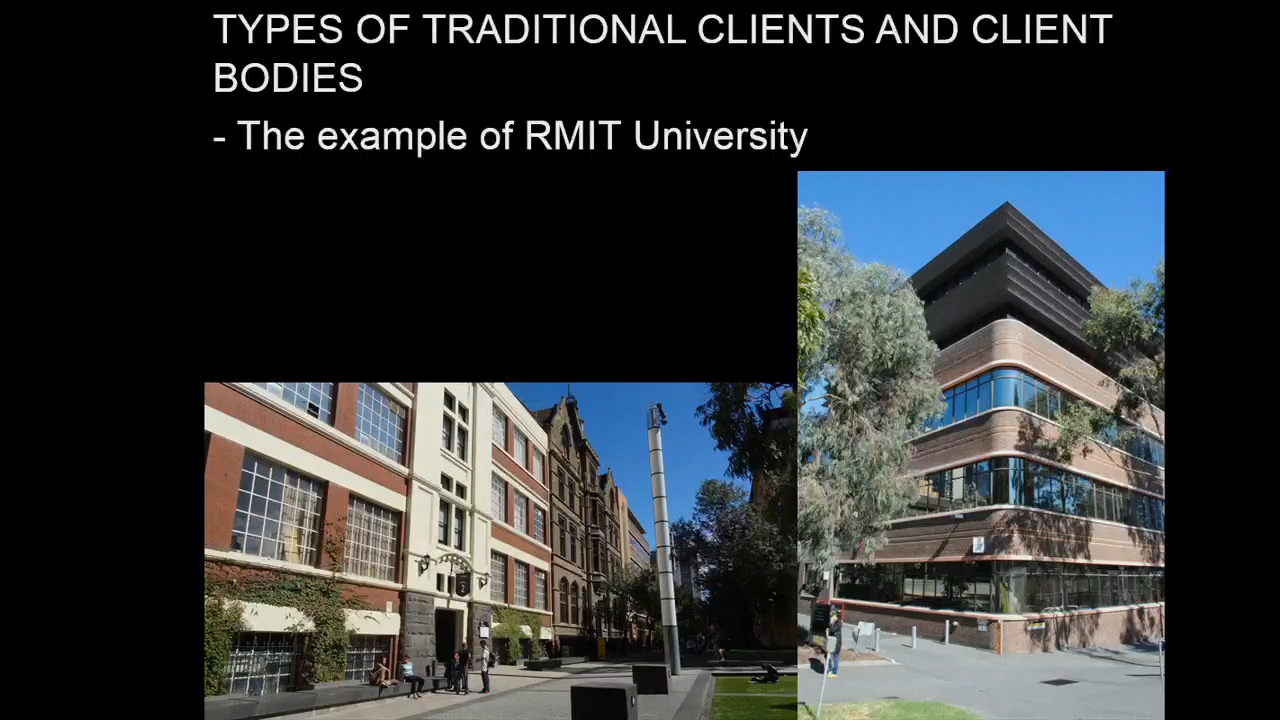 TYPES OF TRADITIONAL CLIENTS AND CLIENT
BODIES
- The example of RMIT University